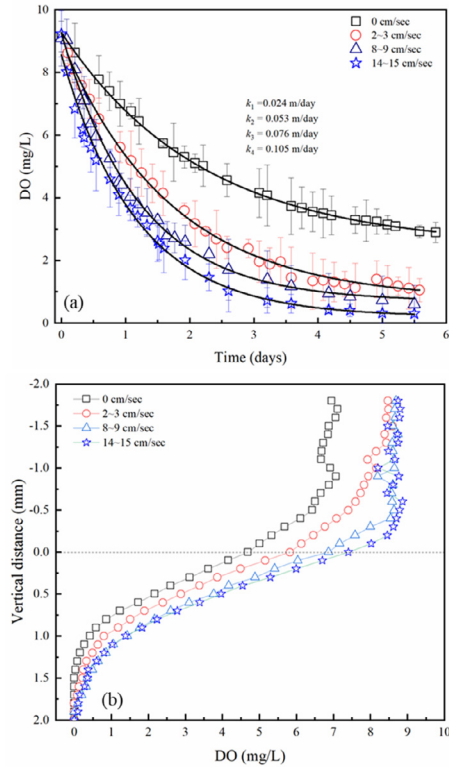 10
8
6
4
2
0
DO (mg/L)
0 cm/sec
2~3 cm/sec
8~9 cm/sec
14~15 cm/sec
k₁ =0.024 m/day
k₂ =0.053 m/day
k₃ =0.076 m/day
k₄ =0.105 m/day
(a)
0 1 2 3 4 5 6
Time (days)
-2.0
-1.5
-1.0
-0.5
0.0
0.5
1.0
1.5
2.0
Vertical distance (mm)
0 cm/sec
2~3 cm/sec
8~9 cm/sec
14~15 cm/sec
(b)
0 1 2 3 4 5 6 7 8 9 10
DO (mg/L)